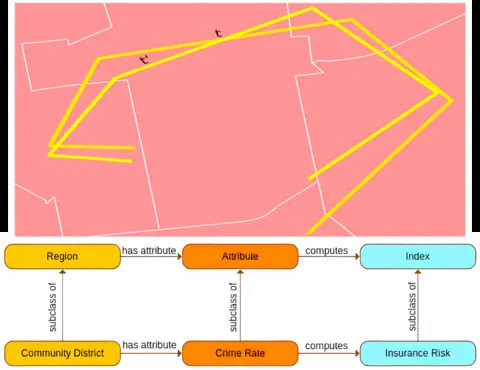 t
t'
Region
has attribute
Attribute
computes
Index
subclass of
subclass of
subclass of
Community District
has attribute
Crime Rate
computes
Insurance Risk